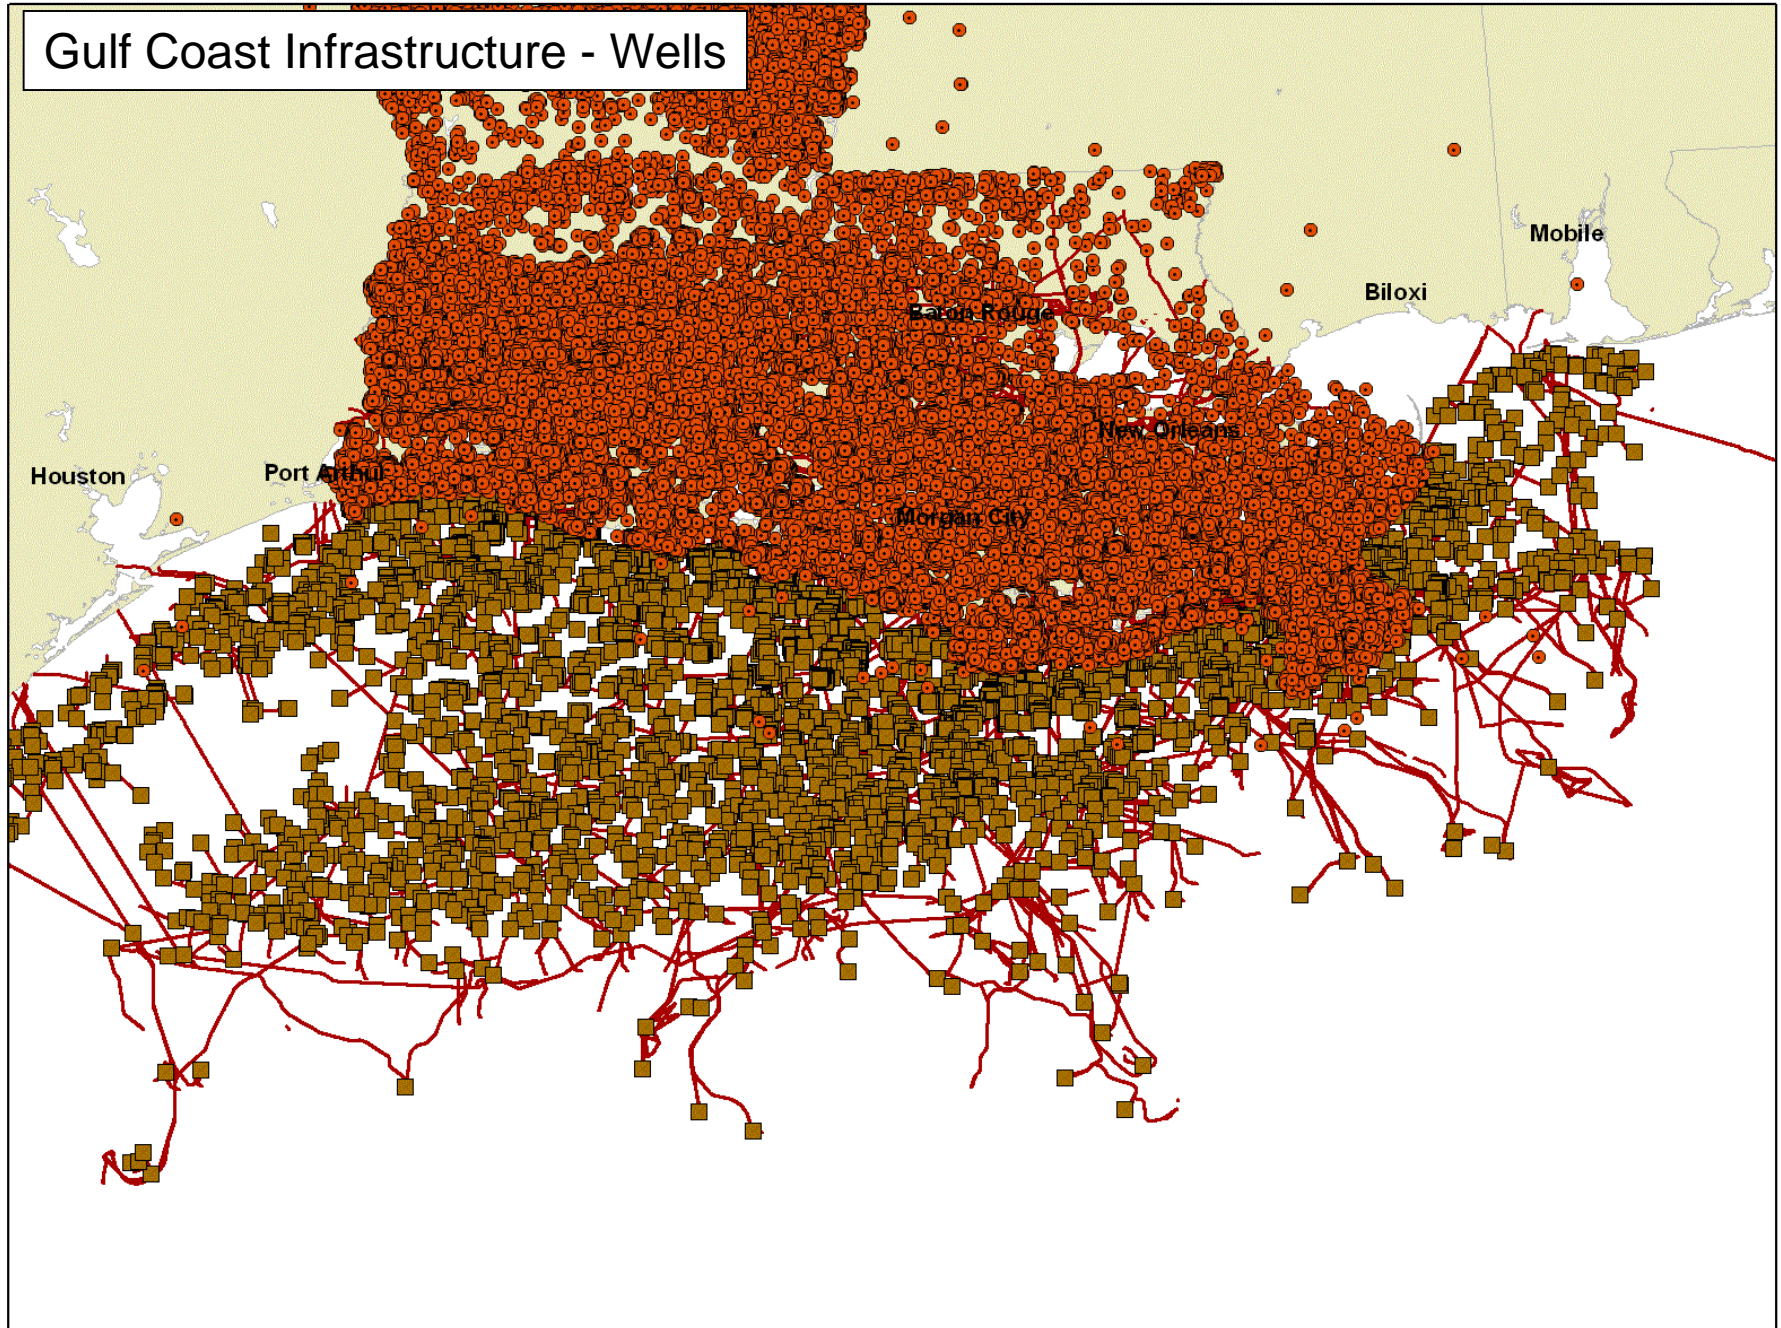 Gulf Coast Infrastructure - Wells
Mobile
Biloxi
Baton Rouge
New Orleans
Houston
Port Arthur
Morgan City